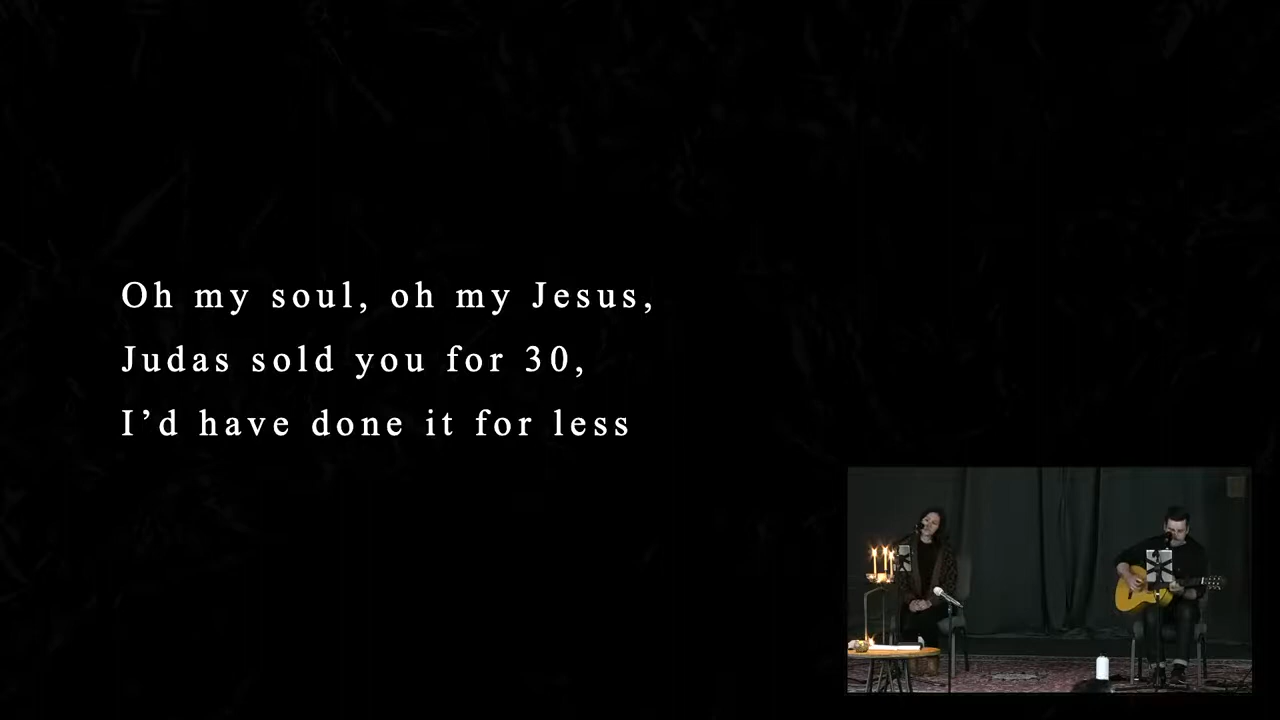 Oh my soul, oh my Jesus,
Judas sold you for 30,
I’d have done it for less